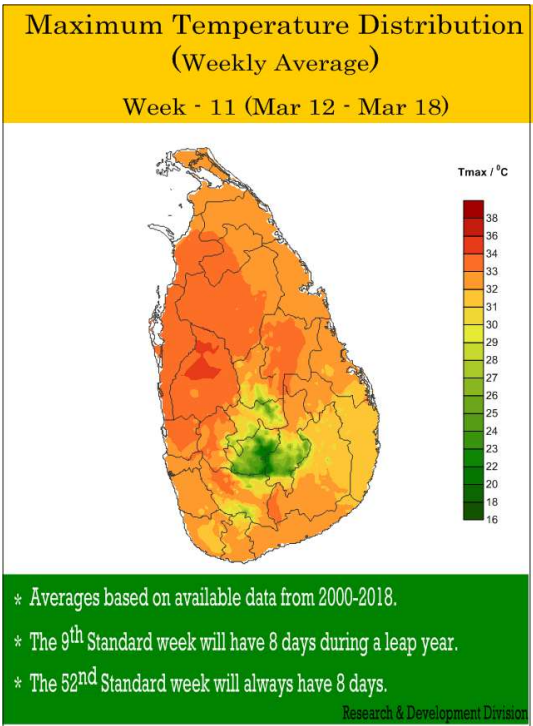 Maximum Temperature Distribution
(Weekly Average)
Week - 11 (Mar 12 - Mar 18)
Tmax / ⁰C
38
36
34
33
32
31
30
29
28
27
26
25
24
23
22
20
18
16
* Averages based on available data from 2000-2018.
* The 9th Standard week will have 8 days during a leap year.
* The 52nd Standard week will always have 8 days.
Research & Development Division